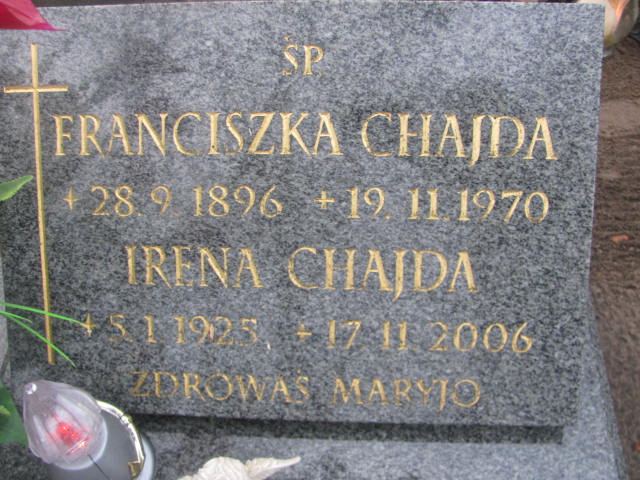 ŚP.
FRANCISZKA CHAJDA
+ 28.9.1896 + 19.11.1970
IRENA CHAJDA
+ 5.1.1925, + 17.11.2006
ZDROWAŚ MARYJO